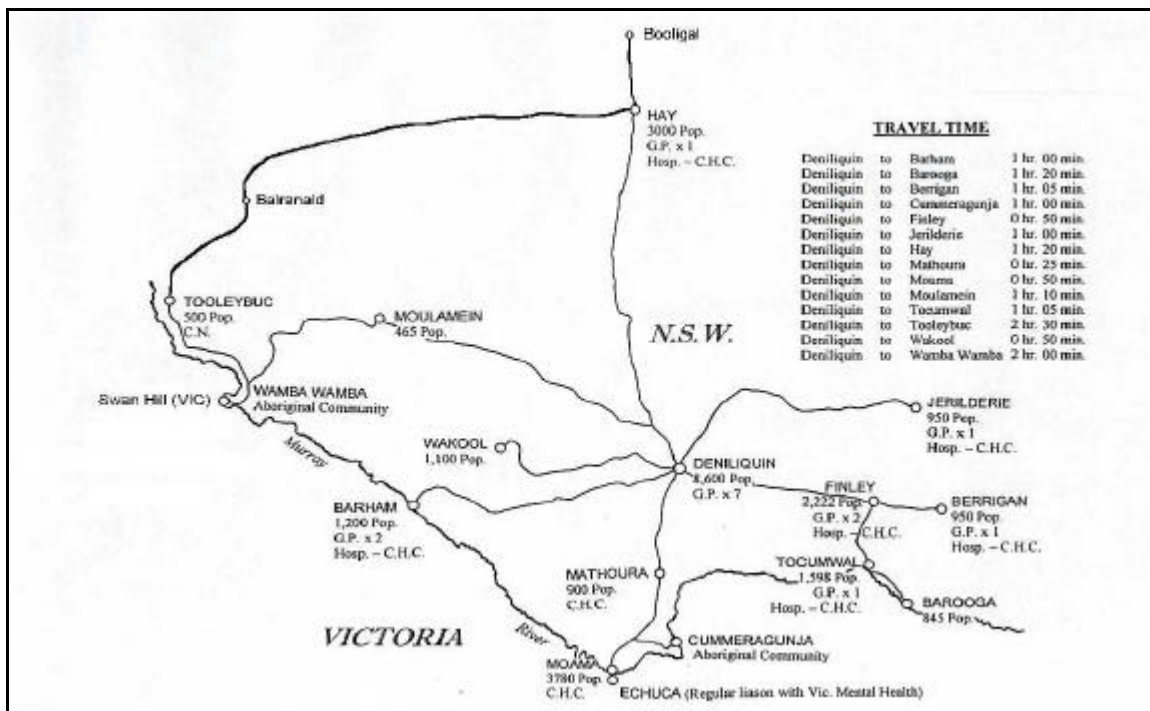 Booligal
HAY
3000 Pop.
G.P. x 1
Hosp. – C.H.C.
TRAVEL TIME
Deniliquin to Barham 1 hr. 00 min.
Deniliquin to Barooga 1 hr. 20 min.
Deniliquin to Berrigan 1 hr. 05 min.
Deniliquin to Cummeragunja 1 hr. 00 min.
Deniliquin to Finley 0 hr. 50 min.
Deniliquin to Jerilderie 1 hr. 00 min.
Deniliquin to Hay 1 hr. 20 min.
Deniliquin to Mathoura 0 hr. 25 min.
Deniliquin to Moama 0 hr. 50 min.
Deniliquin to Moulamein 1 hr. 10 min.
Deniliquin to Tocumwal 1 hr. 05 min.
Deniliquin to Tooleybuc 2 hr. 30 min.
Deniliquin to Wakool 0 hr. 50 min.
Deniliquin to Wamba Wamba 2 hr. 00 min.
Balranald
TOOLEYBUC
500 Pop.
C.N.
MOULAMEIN
465 Pop.
N.S.W.
Swan Hill (VIC)
WAMBA WAMBA
Aboriginal Community
JERILDERIE
950 Pop.
G.P. x 1
Hosp. – C.H.C.
Murray
WAKOOL
1,100 Pop.
DENILIQUIN
8,600 Pop.
G.P. x 7
FINLEY
2,222 Pop.
G.P. x 2
Hosp. – C.H.C.
BERRIGAN
950 Pop.
G.P. x 1
Hosp. – C.H.C.
BARHAM
1,200 Pop.
G.P. x 2
Hosp. – C.H.C.
MATHOURA
900 Pop.
C.H.C.
TOCUMWAL
1,598 Pop.
G.P. x 1
Hosp. – C.H.C.
BAROOGA
845 Pop.
VICTORIA
River
CUMMERAGUNJA
Aboriginal Community
MOAMA
3780 Pop.
C.H.C.
ECHUCA (Regular liason with Vic. Mental Health)